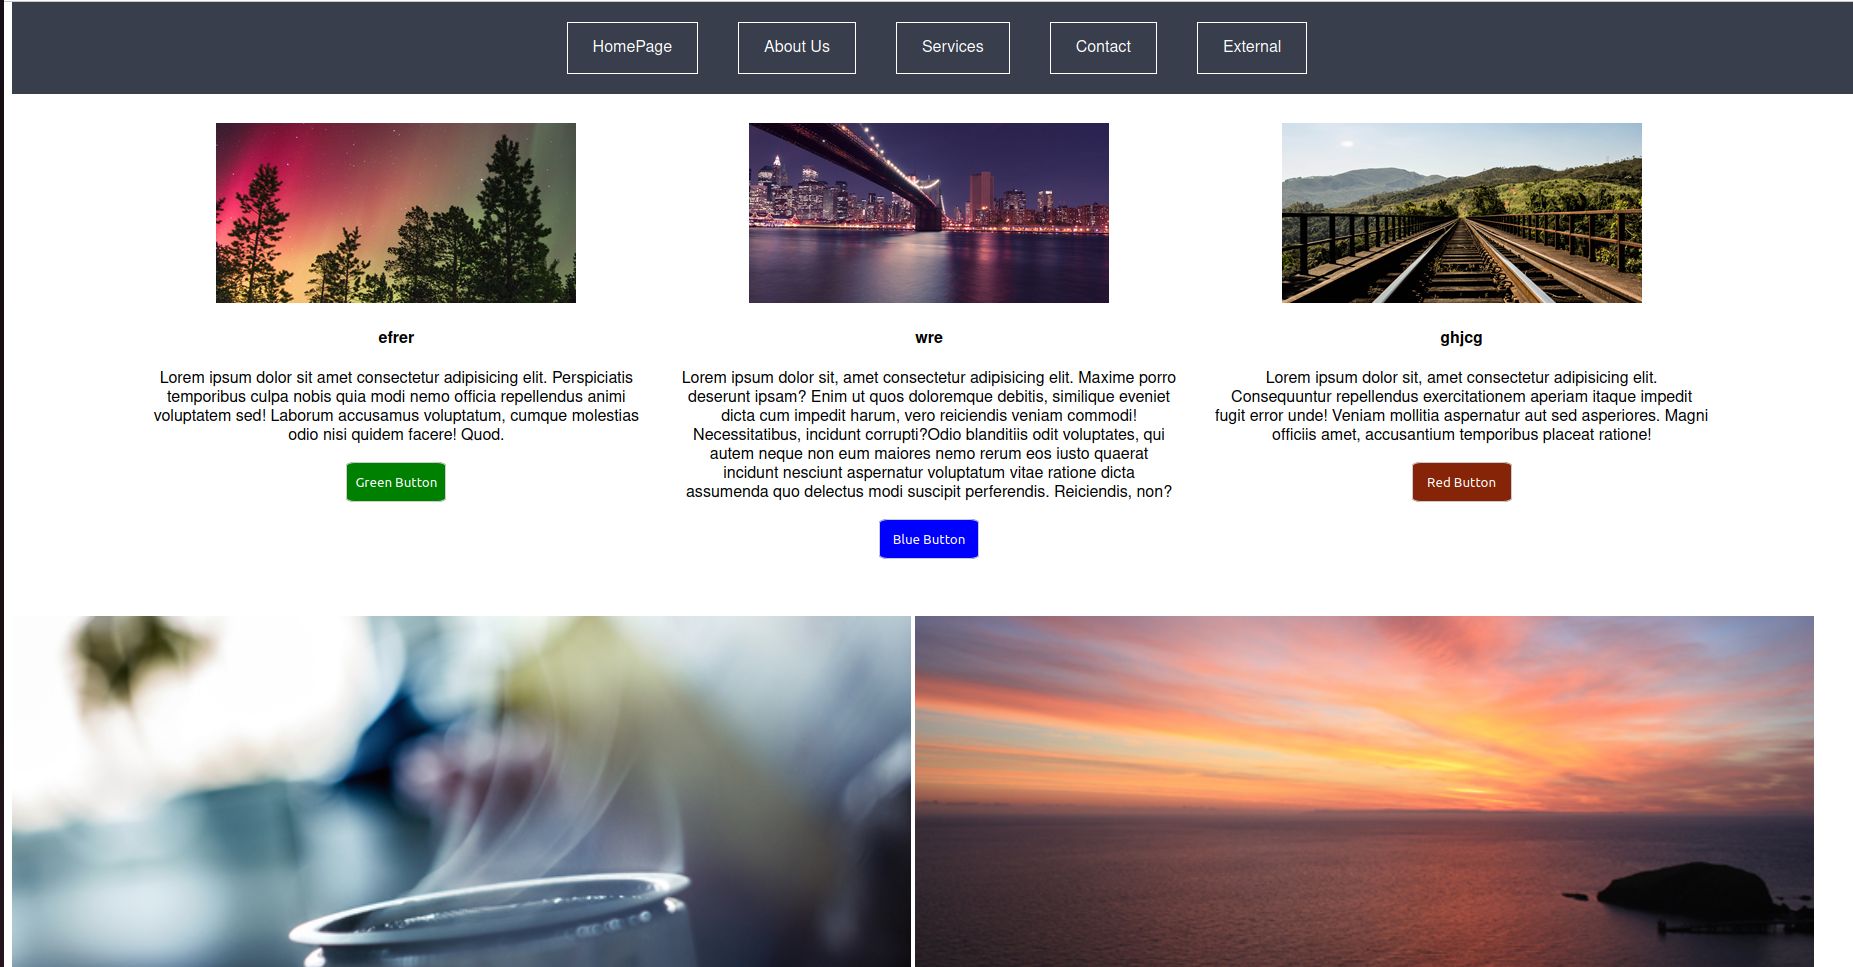 HomePage
About Us
Services
Contact
External
efrer
Lorem ipsum dolor sit amet consectetur adipisicing elit. Perspiciatis
temporibus culpa nobis quia modi nemo officia repellendus animi
voluptatem sed! Laborum accusamus voluptatum, cumque molestias
odio nisi quidem facere! Quod.
Green Button
wre
Lorem ipsum dolor sit, amet consectetur adipisicing elit. Maxime porro
deserunt ipsam? Enim ut quos doloremque debitis, similique eveniet
dicta cum impedit harum, vero reiciendis veniam commodi!
Necessitatibus, incidunt corrupti?Odio blanditiis odit voluptates, qui
autem neque non eum maiores nemo rerum eos iusto quaerat
incidunt nesciunt aspernatur voluptatum vitae ratione dicta
assumenda quo delectus modi suscipit perferendis. Reiciendis, non?
Blue Button
ghjcg
Lorem ipsum dolor sit, amet consectetur adipisicing elit.
Consequuntur repellendus exercitationem aperiam itaque impedit
fugit error unde! Veniam mollitia aspernatur aut sed asperiores. Magni
officiis amet, accusantium temporibus placeat ratione!
Red Button